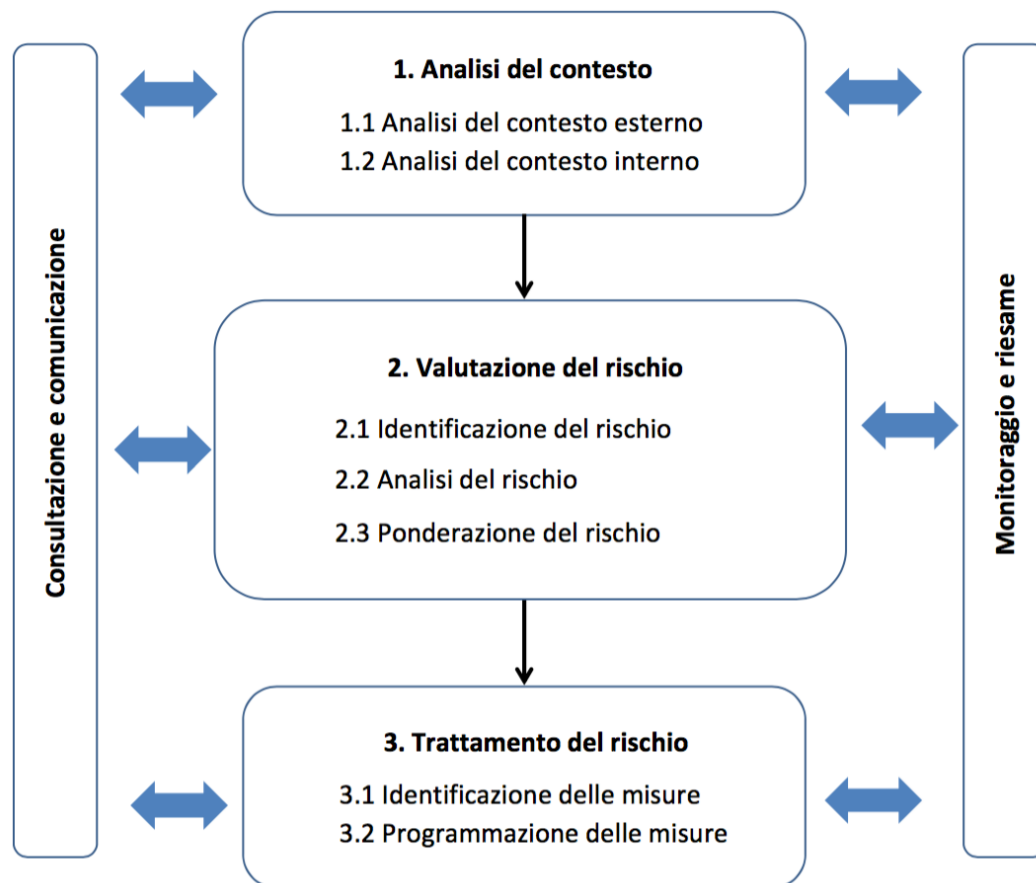 Consultazione e comunicazione
1. Analisi del contesto
1.1 Analisi del contesto esterno
1.2 Analisi del contesto interno
2. Valutazione del rischio
2.1 Identificazione del rischio
2.2 Analisi del rischio
2.3 Ponderazione del rischio
3. Trattamento del rischio
3.1 Identificazione delle misure
3.2 Programmazione delle misure
Monitoraggio e riesame